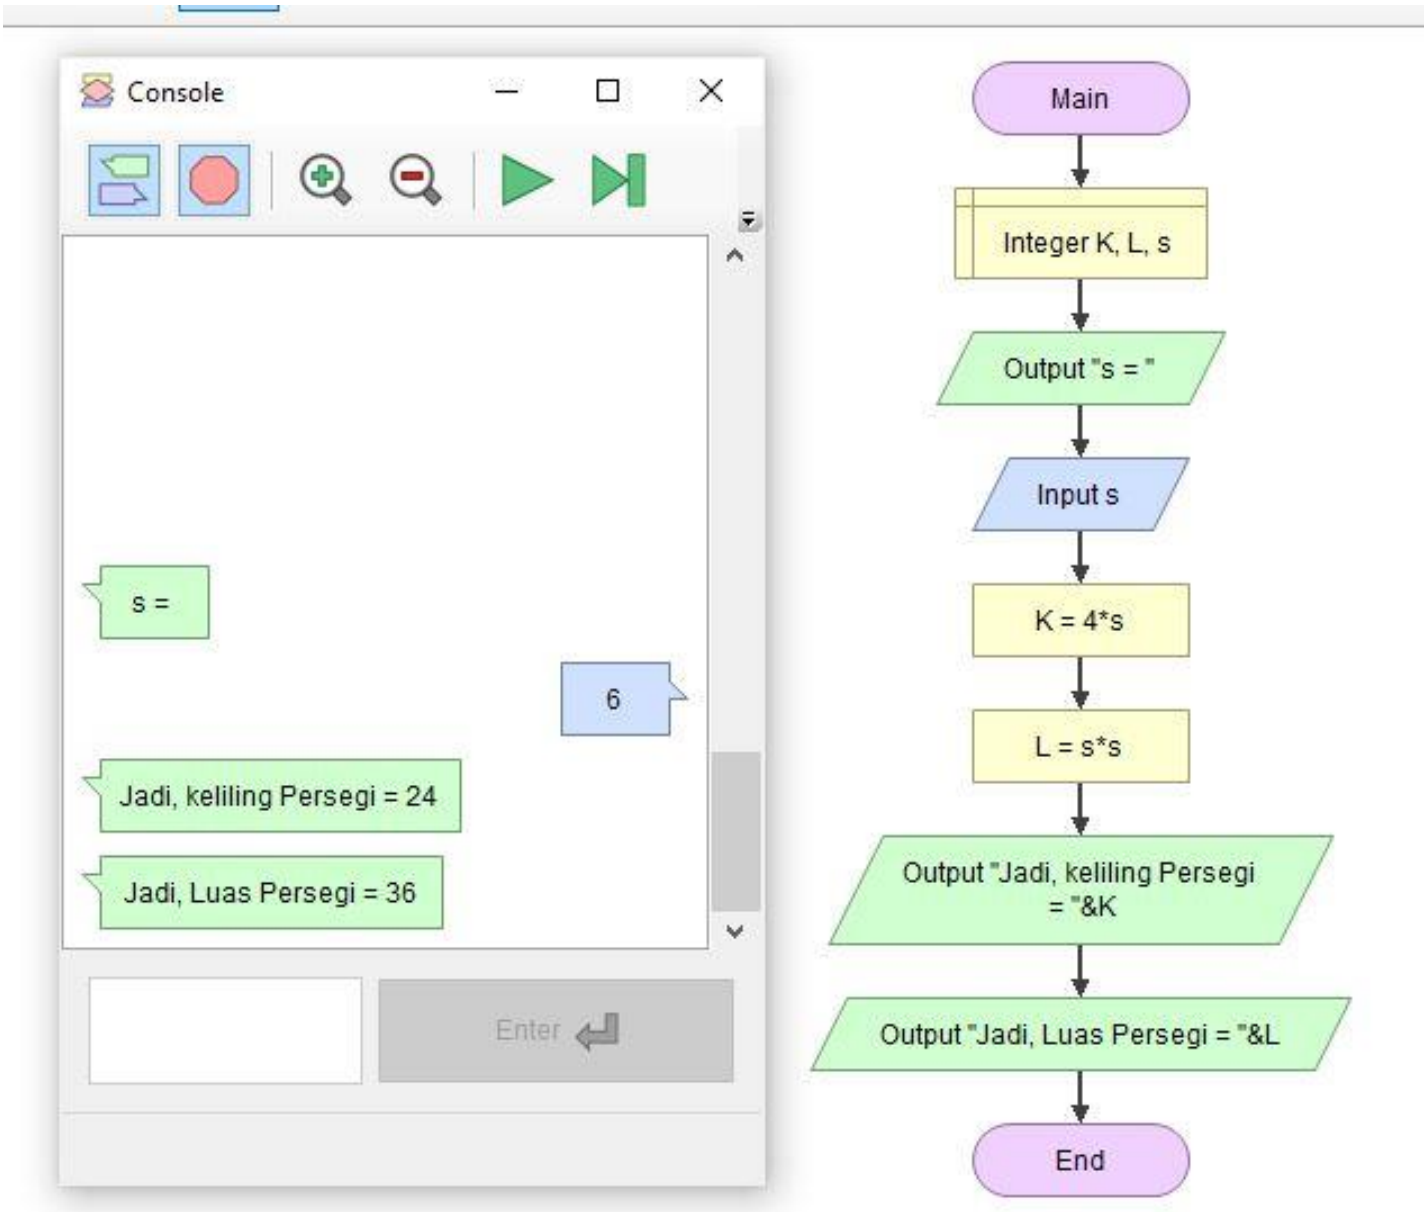 Console
s =
6
Jadi, keliling Persegi = 24
Jadi, Luas Persegi = 36
Enter
Main
Integer K, L, s
Output "s = "
Input s
K = 4*s
L = s*s
Output "Jadi, keliling Persegi
= "&K
Output "Jadi, Luas Persegi = "&L
End